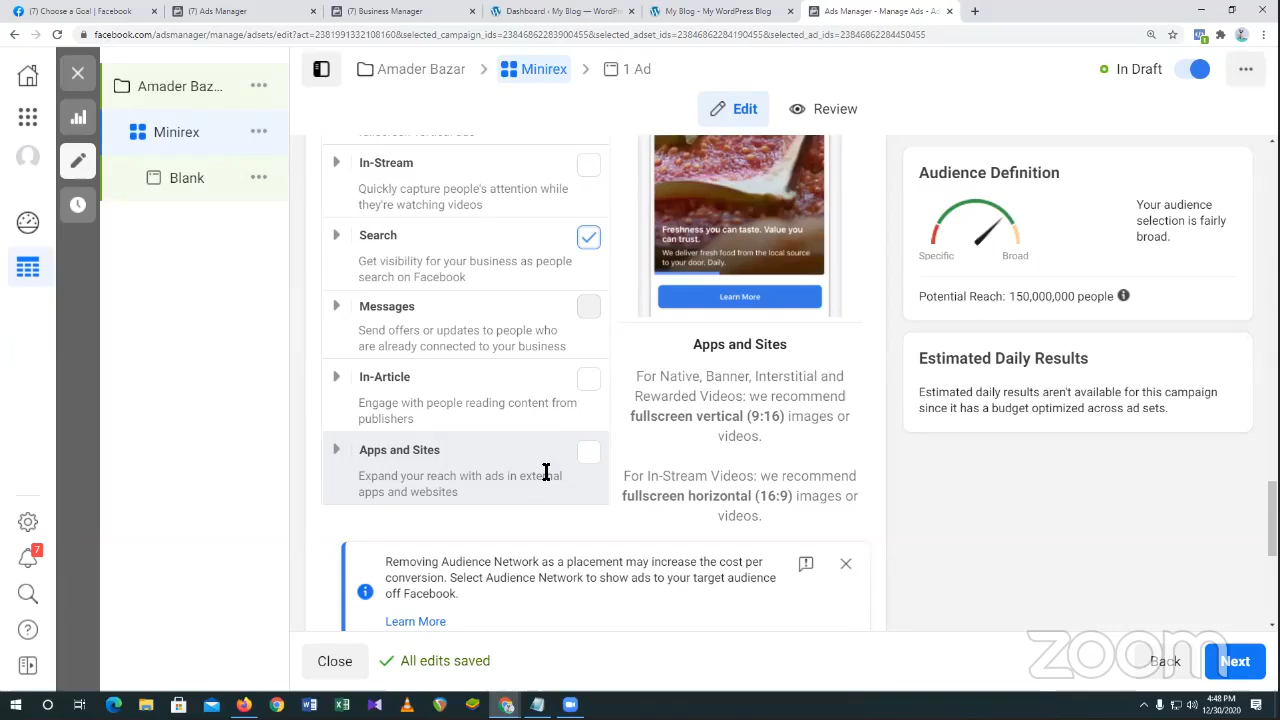 (7) Choose a Goal | Facebook
(7) Ads Manager
(7) Business Manager
Dashboard ‹ My Blog — WordPr
My Blog - My WordPress Blog
Ads Manager - Manage ads - Ad
facebook.com/adsmanager/manage/adsets/edit?act=2381993321081608&selected_campaign_ids=23846862283900455&selected_adset_ids=23846862284190455&selected_ad_ids=23846862284450455
Amader Baz...
Minirex
Blank
Amader Bazar
Minirex
1 Ad
In Draft
Edit
Review
In-Stream
Quickly capture people's attention while
they're watching videos
Search
Get visibility for your business as people
search on Facebook
Messages
Send offers or updates to people who
are already connected to your business
In-Article
Engage with people reading content from
publishers
Apps and Sites
Expand your reach with ads in external
apps and websites
Freshness you can taste. Value you
can trust.
We deliver fresh food from the local source
to your door. Daily.
Learn More
Apps and Sites
For Native, Banner, Interstitial and
Rewarded Videos: we recommend
fullscreen vertical (9:16) images or
videos.
For In-Stream Videos: we recommend
fullscreen horizontal (16:9) images or
videos.
Removing Audience Network as a placement may increase the cost per
conversion. Select Audience Network to show ads to your target audience
off Facebook.
Learn More
Audience Definition
Your audience
selection is fairly
broad.
Specific
Broad
Potential Reach: 150,000,000 people
Estimated Daily Results
Estimated daily results aren't available for this campaign
since it has a budget optimized across ad sets.
7
Close
All edits saved
Back
Next
zoom
4:48 PM
12/30/2020